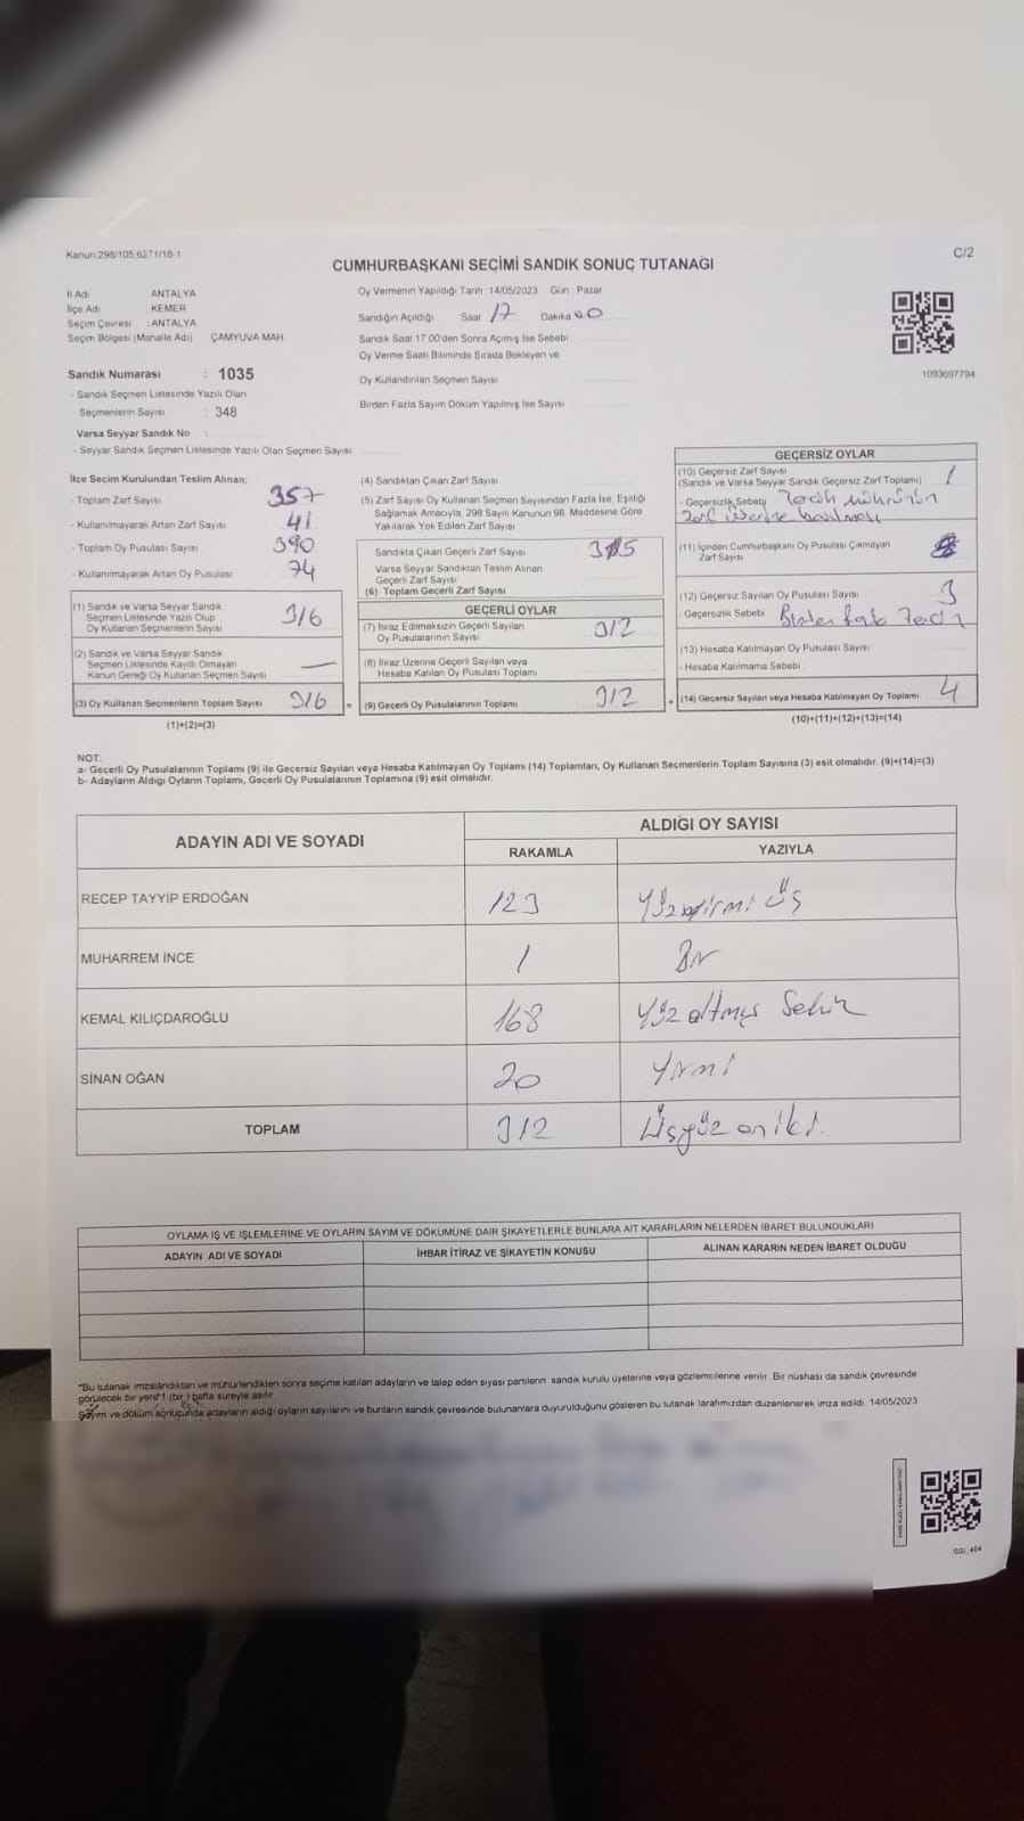 Kanun:298/105,6271/18-1
C/2
CUMHURBAŞKANI SEÇİMİ SANDIK SONUÇ TUTANAĞI
İl Adı ANTALYA
İlçe Adı KEMER
Seçim Çevresi : ANTALYA
Seçim Bölgesi (Mahalle Adı) ÇAMYUVA MAH.
Sandık Numarası : 1035
- Sandık Seçmen Listesinde Yazılı Olan
Seçmenlerin Sayısı : 348
Varsa Seyyar Sandık No :
- Seyyar Sandık Seçmen Listesinde Yazılı Olan Seçmen Sayısı
Oy Vermenin Yapıldığı Tarih :14/05/2023 Gün : Pazar
Sandığın Açıldığı Saat 17 Dakika 00
Sandık Saat 17:00'den Sonra Açılmış İse Sebebi
Oy Verme Saati Bitiminde Sırada Bekleyen ve
Oy Kullandırılan Seçmen Sayısı
Birden Fazla Sayım Döküm Yapılmış İse Sayısı
1093697794
İlçe Seçim Kurulundan Teslim Alınan;
- Toplam Zarf Sayısı 357
- Kullanılmayarak Artan Zarf Sayısı 41
- Toplam Oy Pusulası Sayısı 390
- Kullanılmayarak Artan Oy Pusulası 74
(1) Sandık ve Varsa Seyyar Sandık
Seçmen Listesinde Yazılı Olup
Oy Kullanan Seçmenlerin Sayısı 316
(2) Sandık ve Varsa Seyyar Sandık
Seçmen Listesinde Kayıtlı Olmayan
Kanun Gereği Oy Kullanan Seçmen Sayısı —
(3) Oy Kullanan Seçmenlerin Toplam Sayısı 316 =
(1)+(2)=(3)
(4) Sandıktan Çıkan Zarf Sayısı
(5) Zarf Sayısı Oy Kullanan Seçmen Sayısından Fazla İse, Eşitliği
Sağlamak Amacıyla, 298 Sayılı Kanunun 98. Maddesine Göre
Yakılarak Yok Edilen Zarf Sayısı
Sandıkta Çıkan Geçerli Zarf Sayısı 315
Varsa Seyyar Sandıktan Teslim Alınan
Geçerli Zarf Sayısı
(6) Toplam Geçerli Zarf Sayısı
GEÇERLİ OYLAR
(7) İtiraz Edilmeksizin Geçerli Sayılan
Oy Pusulalarının Sayısı 312
(8) İtiraz Üzerine Geçerli Sayılan veya
Hesaba Katılan Oy Pusulası Toplamı
(9) Geçerli Oy Pusulalarının Toplamı 312 +
GEÇERSİZ OYLAR
(10) Geçersiz Zarf Sayısı
(Sandık ve Varsa Seyyar Sandık Geçersiz Zarf Toplamı) 1
- Geçersizlik Sebebi Tercih mührünün
zarf üzerine basılması
(11) İçinden Cumhurbaşkanı Oy Pusulası Çıkmayan
Zarf Sayısı
(12) Geçersiz Sayılan Oy Pusulası Sayısı 3
- Geçersizlik Sebebi Birden fazla
(13) Hesaba Katılmayan Oy Pusulası Sayısı
- Hesaba Katılmama Sebebi
(14) Geçersiz Sayılan veya Hesaba Katılmayan Oy Toplamı 4
(10)+(11)+(12)+(13)=(14)
NOT:
a- Geçerli Oy Pusulalarının Toplamı (9) ile Geçersiz Sayılan veya Hesaba Katılmayan Oy Toplamı (14) Toplamları, Oy Kullanan Seçmenlerin Toplam Sayısına (3) eşit olmalıdır. (9)+(14)=(3)
b- Adayların Aldığı Oyların Toplamı, Geçerli Oy Pusulalarının Toplamına (9) eşit olmalıdır.
ADAYIN ADI VE SOYADI ALDIĞI OY SAYISI
RAKAMLA YAZIYLA
RECEP TAYYİP ERDOĞAN 123 Yüzyirmi Üç
MUHARREM İNCE 1 Bir
KEMAL KILIÇDAROĞLU 168 Yüz altmış Sekiz
SİNAN OĞAN 20 Yirmi
TOPLAM 312 Üçyüz oniki.
OYLAMA İŞ VE İŞLEMLERİNE VE OYLARIN SAYIM VE DÖKÜMÜNE DAİR ŞİKAYETLERLE BUNLARA AİT KARARLARIN NELERDEN İBARET BULUNDUKLARI
ADAYIN ADI VE SOYADI İHBAR İTİRAZ VE ŞİKAYETİN KONUSU ALINAN KARARIN NEDEN İBARET OLDUĞU
"Bu tutanak imzalandıktan ve mühürlendikten sonra seçime katılan adayların ve talep eden siyasi partilerin sandık kurulu üyelerine veya gözlemcilerine verilir. Bir nüshası da sandık çevresinde
görülecek bir yere 1 (bir) hafta süreyle asılır.
Sayım ve döküm sonucunda adayların aldığı oyların sayılarını ve bunların sandık çevresinde bulunanlara duyurulduğunu gösteren bu tutanak tarafımızdan düzenlenerek imza edildi. 14/05/2023